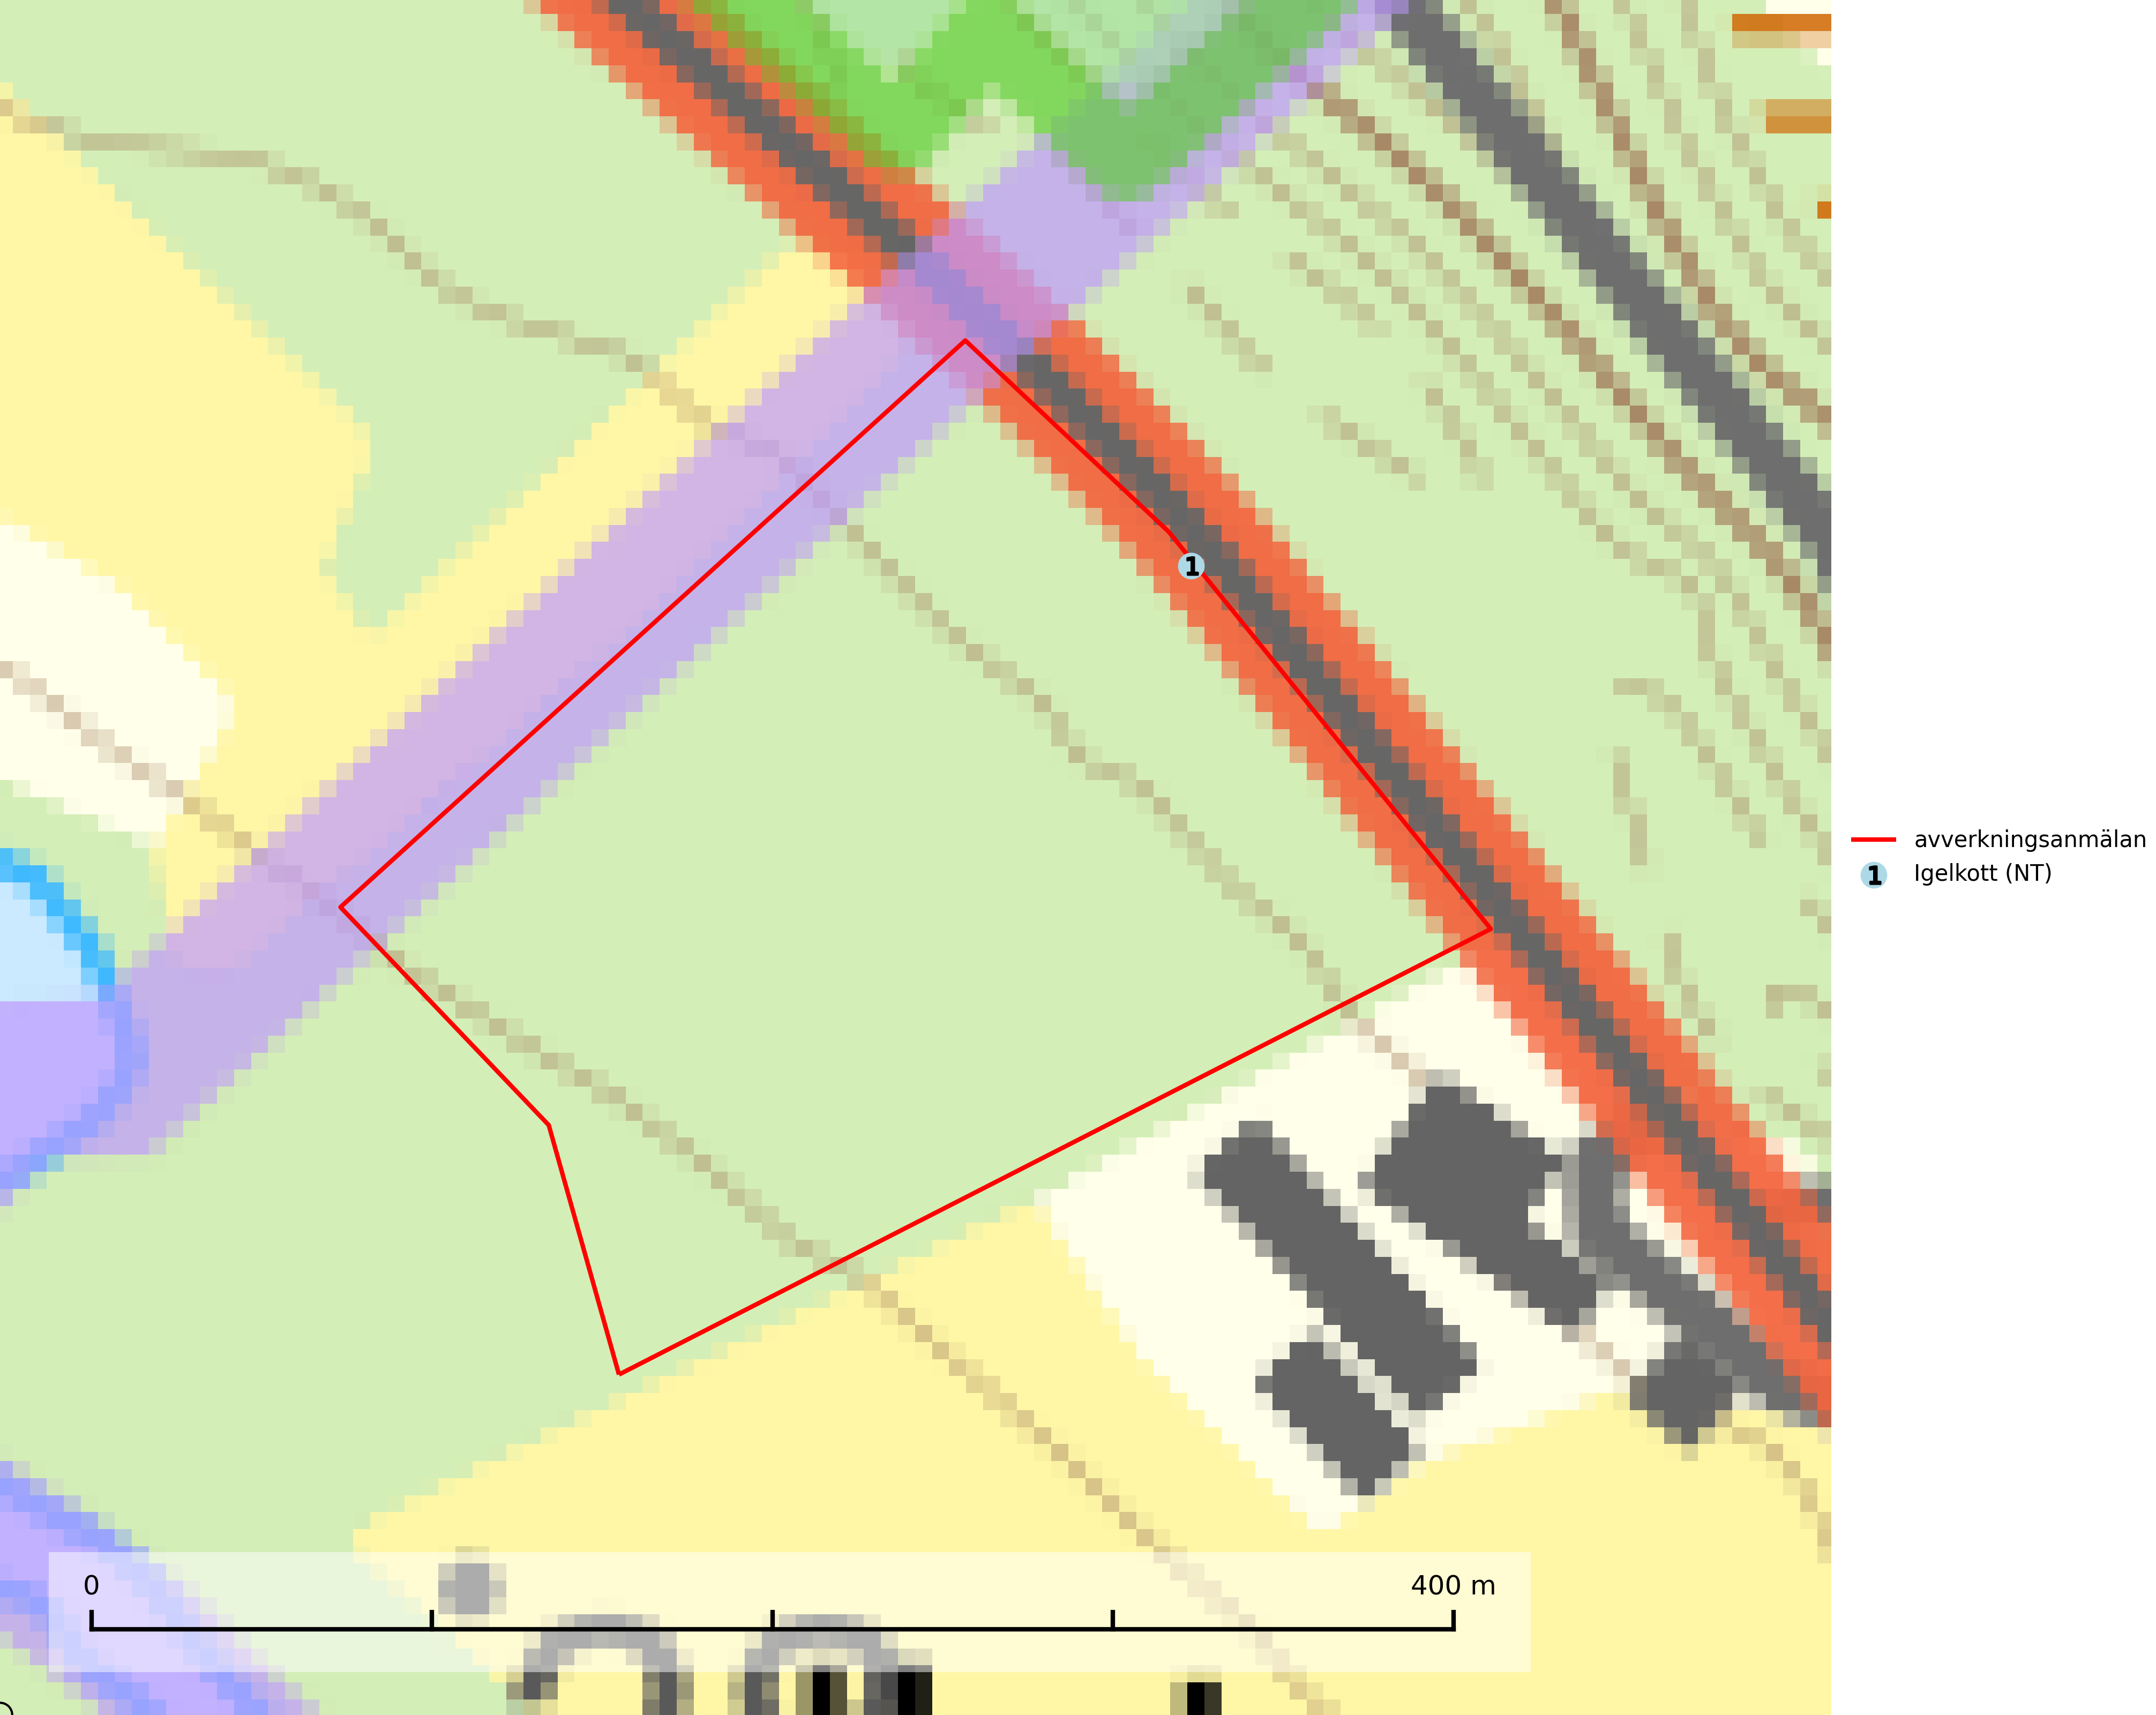 1
avverkningsanmälan
1 Igelkott (NT)
0 400 m